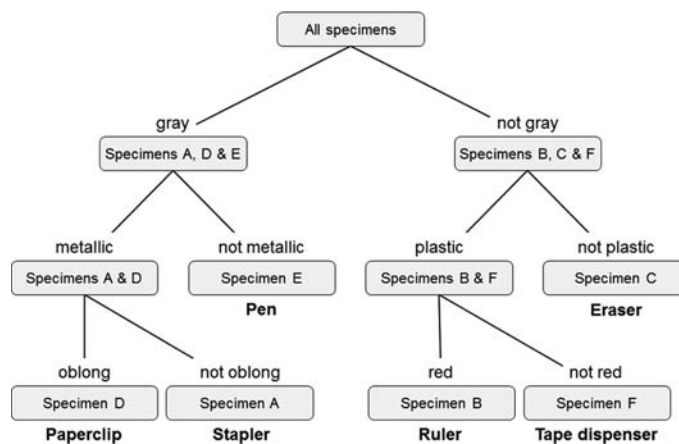 All specimens
gray
not gray
Specimens A, D & E
Specimens B, C & F
metallic
not metallic
plastic
not plastic
Specimens A & D
Specimen E
Specimens B & F
Specimen C
Pen
Eraser
oblong
not oblong
red
not red
Specimen D
Specimen A
Specimen B
Specimen F
Paperclip
Stapler
Ruler
Tape dispenser